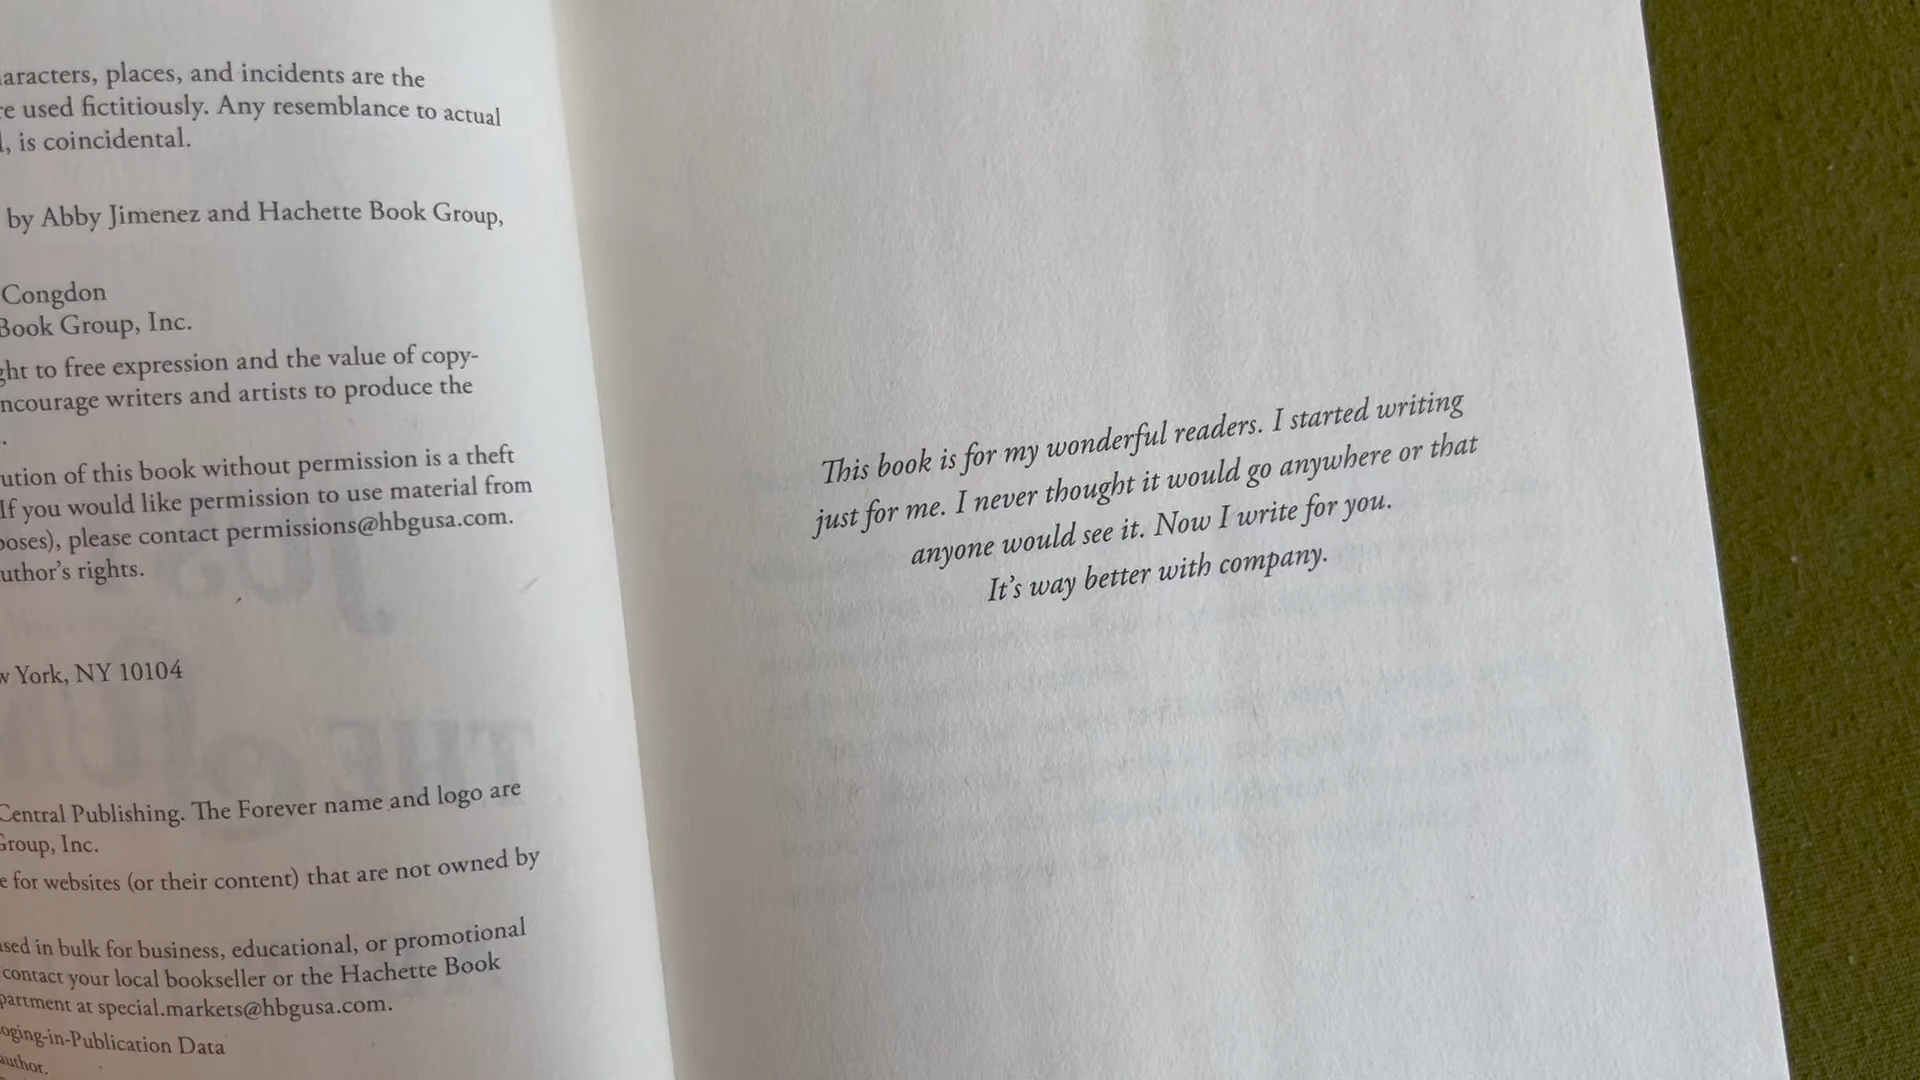 aracters, places, and incidents are the
re used fictitiously. Any resemblance to actual
, is coincidental.
by Abby Jimenez and Hachette Book Group,
Congdon
Book Group, Inc.
ght to free expression and the value of copy-
ncourage writers and artists to produce the
.
ution of this book without permission is a theft
If you would like permission to use material from
poses), please contact permissions@hbgusa.com.
uthor's rights.
w York, NY 10104
Central Publishing. The Forever name and logo are
Group, Inc.
e for websites (or their content) that are not owned by
sed in bulk for business, educational, or promotional
contact your local bookseller or the Hachette Book
partment at special.markets@hbgusa.com.
oging-in-Publication Data
author.
This book is for my wonderful readers. I started writing
just for me. I never thought it would go anywhere or that
anyone would see it. Now I write for you.
It's way better with company.